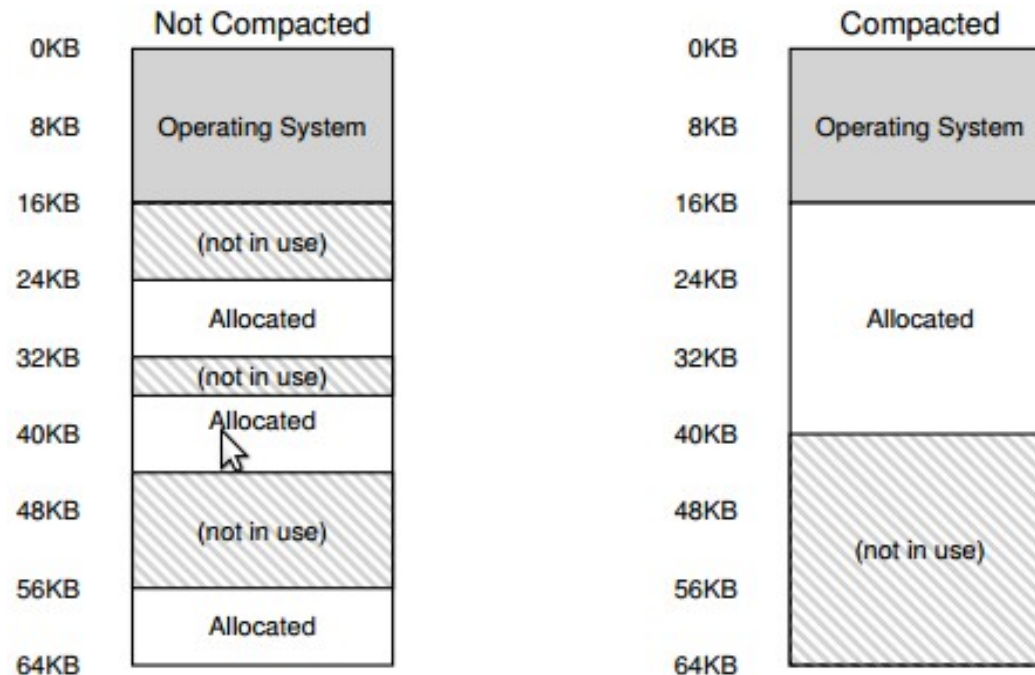 Not Compacted
0KB
8KB
Operating System
16KB
(not in use)
24KB
Allocated
32KB
(not in use)
Allocated
40KB
48KB
(not in use)
56KB
Allocated
64KB
Compacted
0KB
8KB
Operating System
16KB
24KB
Allocated
32KB
40KB
48KB
(not in use)
56KB
64KB